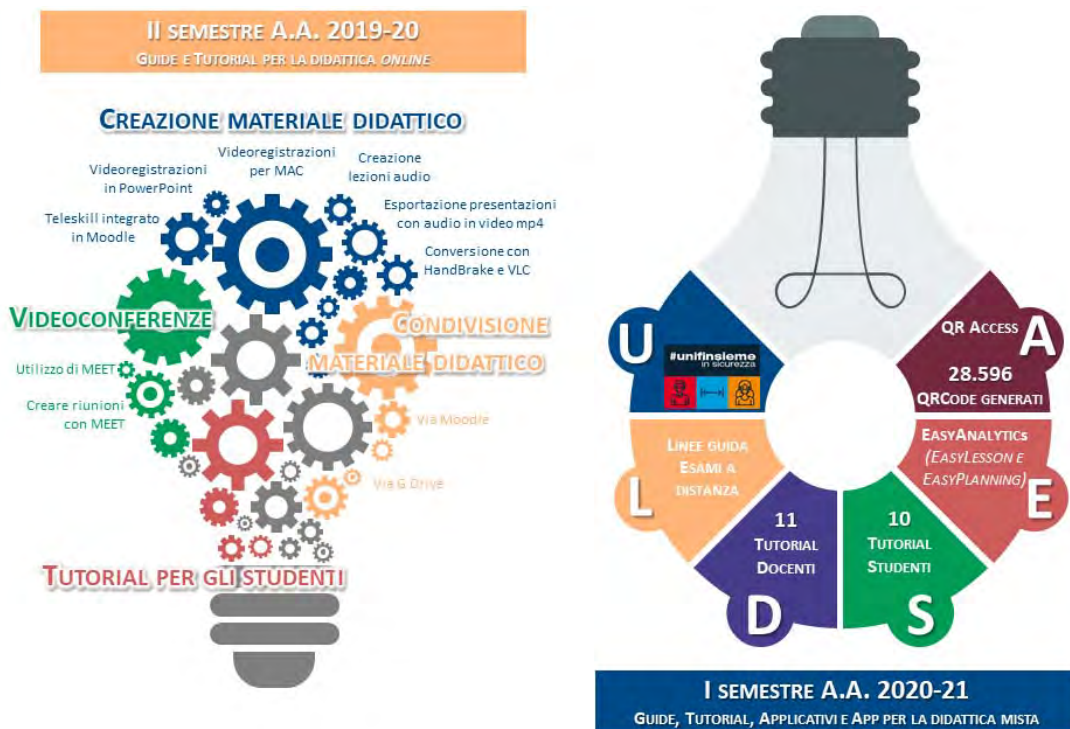 II SEMESTRE A.A. 2019-20
GUIDE E TUTORIAL PER LA DIDATTICA ONLINE
CREAZIONE MATERIALE DIDATTICO
Videoregistrazioni
in PowerPoint
Videoregistrazioni
per MAC
Creazione
lezioni audio
Teleskill integrato
in Moodle
Esportazione presentazioni
con audio in video mp4
Conversione con
HandBrake e VLC
VIDEOCONFERENZE
Utilizzo di MEET
Creare riunioni
con MEET
CONDIVISIONE
MATERIALE DIDATTICO
Via Moodle
Via G Drive
TUTORIAL PER GLI STUDENTI
U
#unifinsieme
in sicurezza
L
LINEE GUIDA
ESAMI A
DISTANZA
D
11
TUTORIAL
DOCENTI
S
10
TUTORIAL
STUDENTI
E
EASYANALYTICS
(EASYLESSON E
EASYPLANNING)
A
QR ACCESS
28.596
QRCODE GENERATI
I SEMESTRE A.A. 2020-21
GUIDE, TUTORIAL, APPLICATIVI E APP PER LA DIDATTICA MISTA